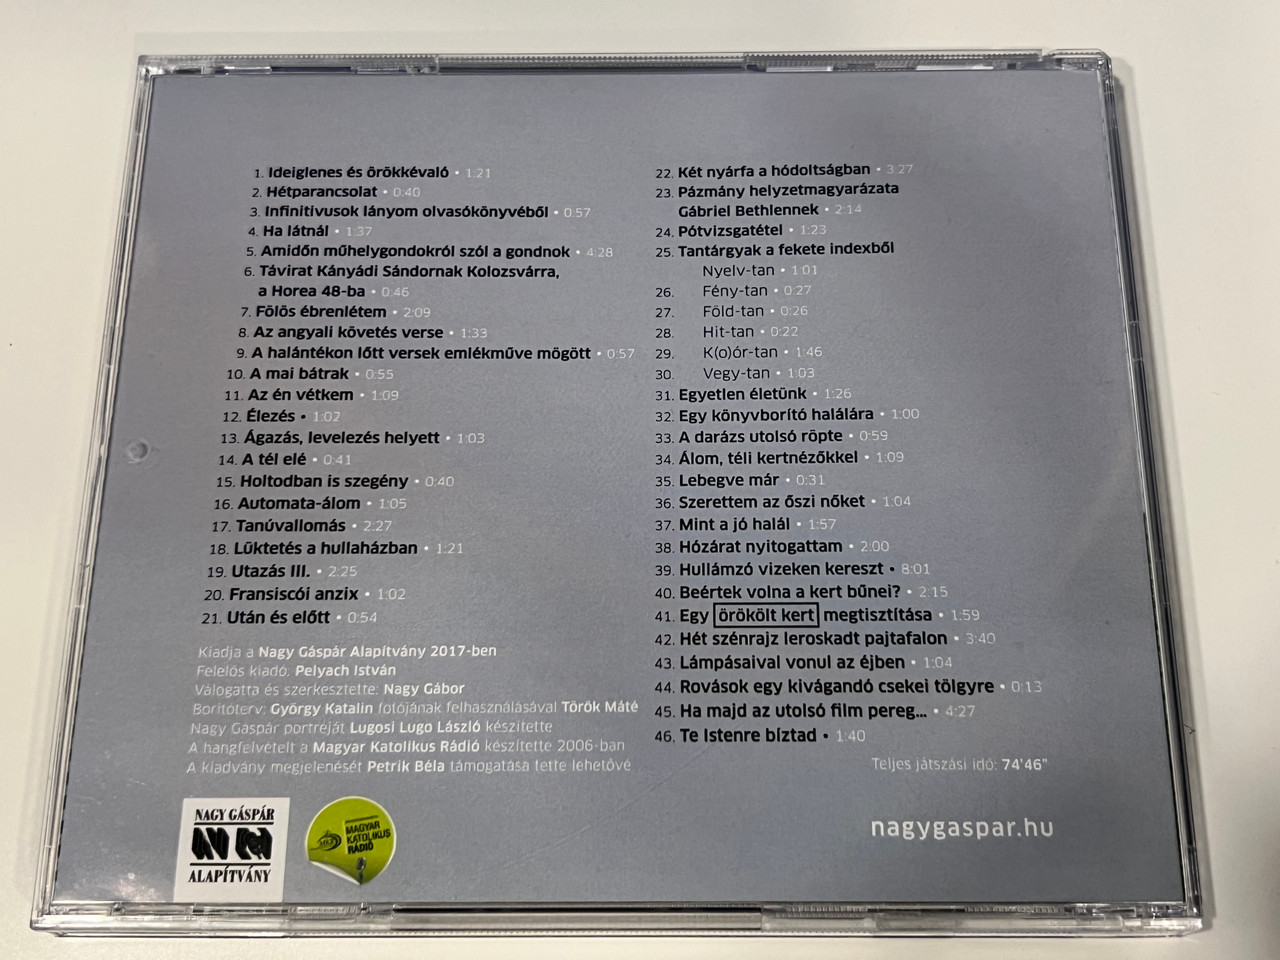 1. Ideiglenes és örökkévaló • 1:21
2. Hétparancsolat • 0:40
3. Infinitivusok lányom olvasókönyvéből • 0:57
4. Ha látnál • 1:37
5. Amidőn műhelygondokról szól a gondnok • 4:28
6. Távirat Kányádi Sándornak Kolozsvárra,
a Horea 48-ba • 0:46
7. Fölös ébrenlétem • 2:09
8. Az angyali követés verse • 1:33
9. A halántékon lőtt versek emlékműve mögött • 0:57
10. A mai bátrak • 0:55
11. Az én vétkem • 1:09
12. Élezés • 1:02
13. Ágazás, levelezés helyett • 1:03
14. A tél elé • 0:41
15. Holtodban is szegény • 0:40
16. Automata-álom • 1:05
17. Tanúvallomás • 2:27
18. Lüktetés a hullaházban • 1:21
19. Utazás III. • 2:25
20. Fransiscói anzix • 1:02
21. Után és előtt • 0:54
Kiadja a Nagy Gáspár Alapítvány 2017-ben
Felelős kiadó: Pelyach István
Válogatta és szerkesztette: Nagy Gábor
Borítóterv: György Katalin fotójának felhasználásával Török Máté
Nagy Gáspár portréját Lugosi Lugo László készítette
A hangfelvételt a Magyar Katolikus Rádió készítette 2006-ban
A kiadvány megjelenését Petrik Béla támogatása tette lehetővé
NAGY GÁSPÁR
ALAPÍTVÁNY
MAGYAR
KATOLIKUS
RÁDIÓ
22. Két nyárfa a hódoltságban • 3:27
23. Pázmány helyzetmagyarázata
Gábriel Bethlennek • 2:14
24. Pótvizsgatétel • 1:23
25. Tantárgyak a fekete indexből
Nyelv-tan • 1:01
26. Fény-tan • 0:27
27. Föld-tan • 0:26
28. Hit-tan • 0:22
29. K(o)ór-tan • 1:46
30. Vegy-tan • 1:03
31. Egyetlen életünk • 1:26
32. Egy könyvborító halálára • 1:00
33. A darázs utolsó röpte • 0:59
34. Álom, téli kertnézőkkel • 1:09
35. Lebegve már • 0:31
36. Szerettem az őszi nőket • 1:04
37. Mint a jó halál • 1:57
38. Hózárat nyitogattam • 2:00
39. Hullámzó vizeken kereszt • 8:01
40. Beértek volna a kert bűnei? • 2:15
41. Egy örökölt kert megtisztítása • 1:59
42. Hét szénrajz leroskadt pajtafalon • 3:40
43. Lámpásaival vonul az éjben • 1:04
44. Rovások egy kivágandó csekei tölgyre • 0:13
45. Ha majd az utolsó film pereg... • 4:27
46. Te Istenre bíztad • 1:40
Teljes játszási idő: 74'46"
nagygaspar.hu